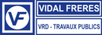 VF
VIDAL FRERES
VRD - TRAVAUX PUBLICS